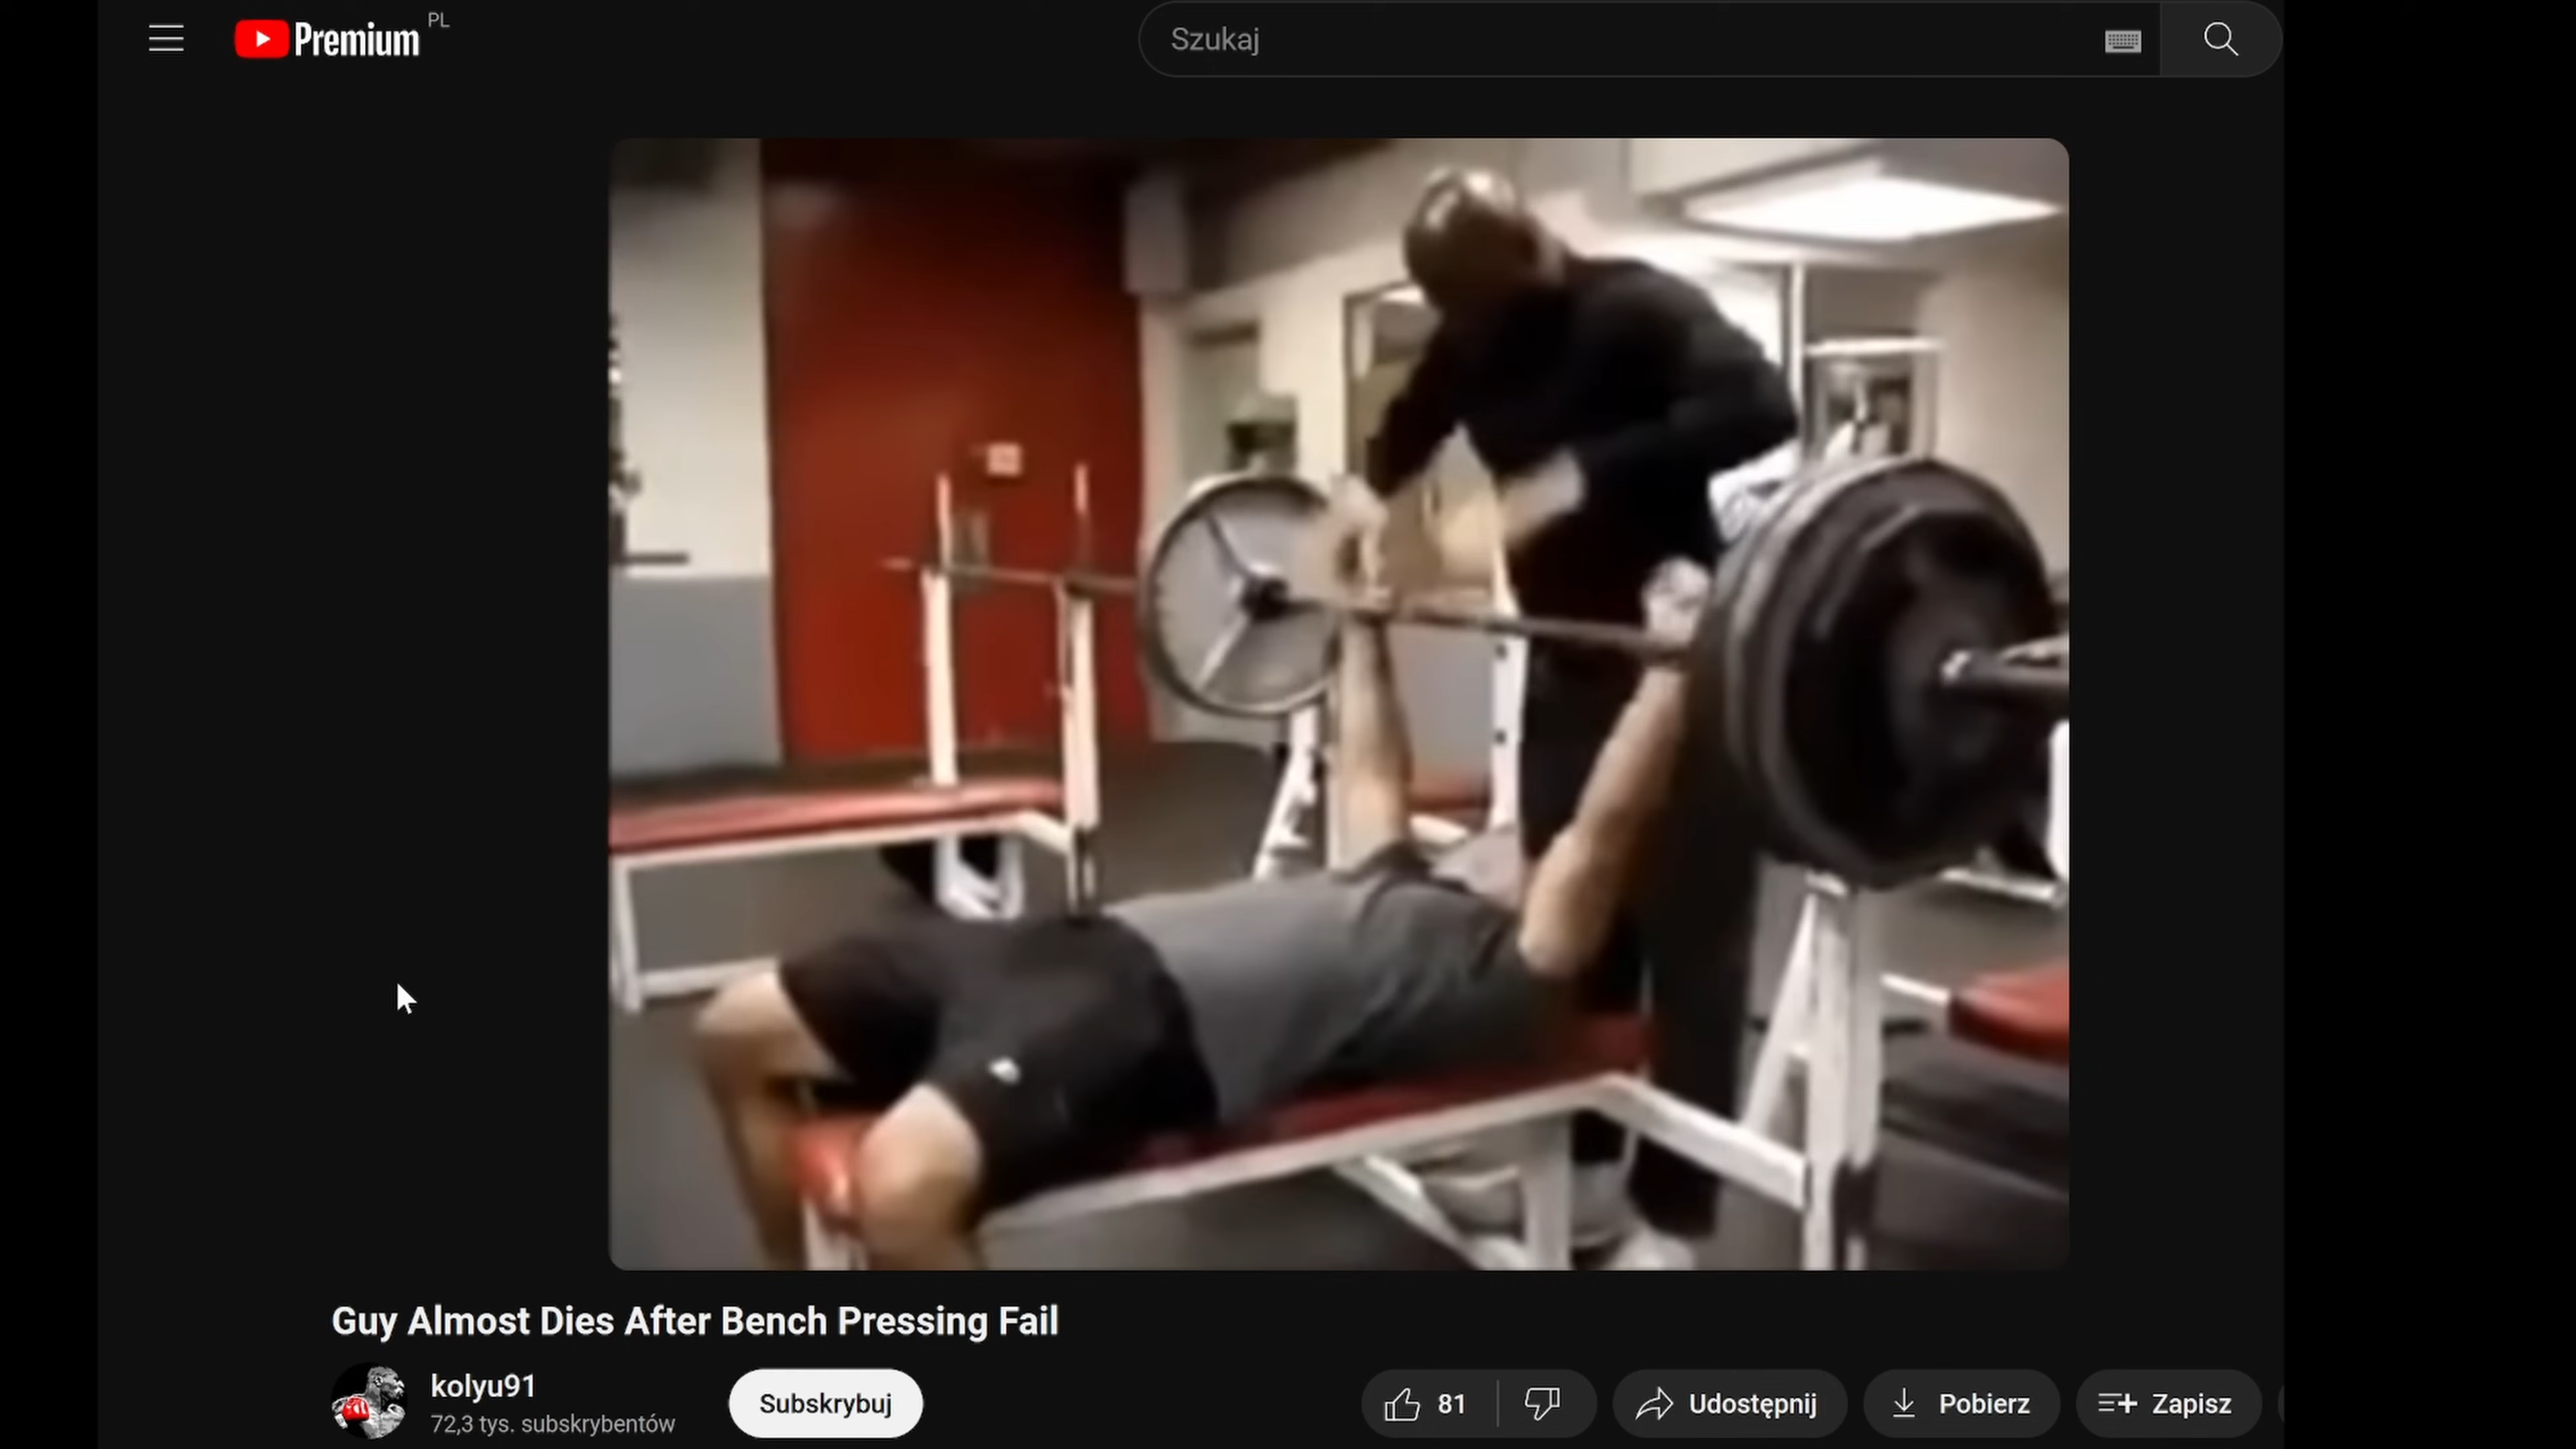 Premium PL
Szukaj
Guy Almost Dies After Bench Pressing Fail
kolyu91
72,3 tys. subskrybentów
Subskrybuj
81
Udostępnij
Pobierz
Zapisz